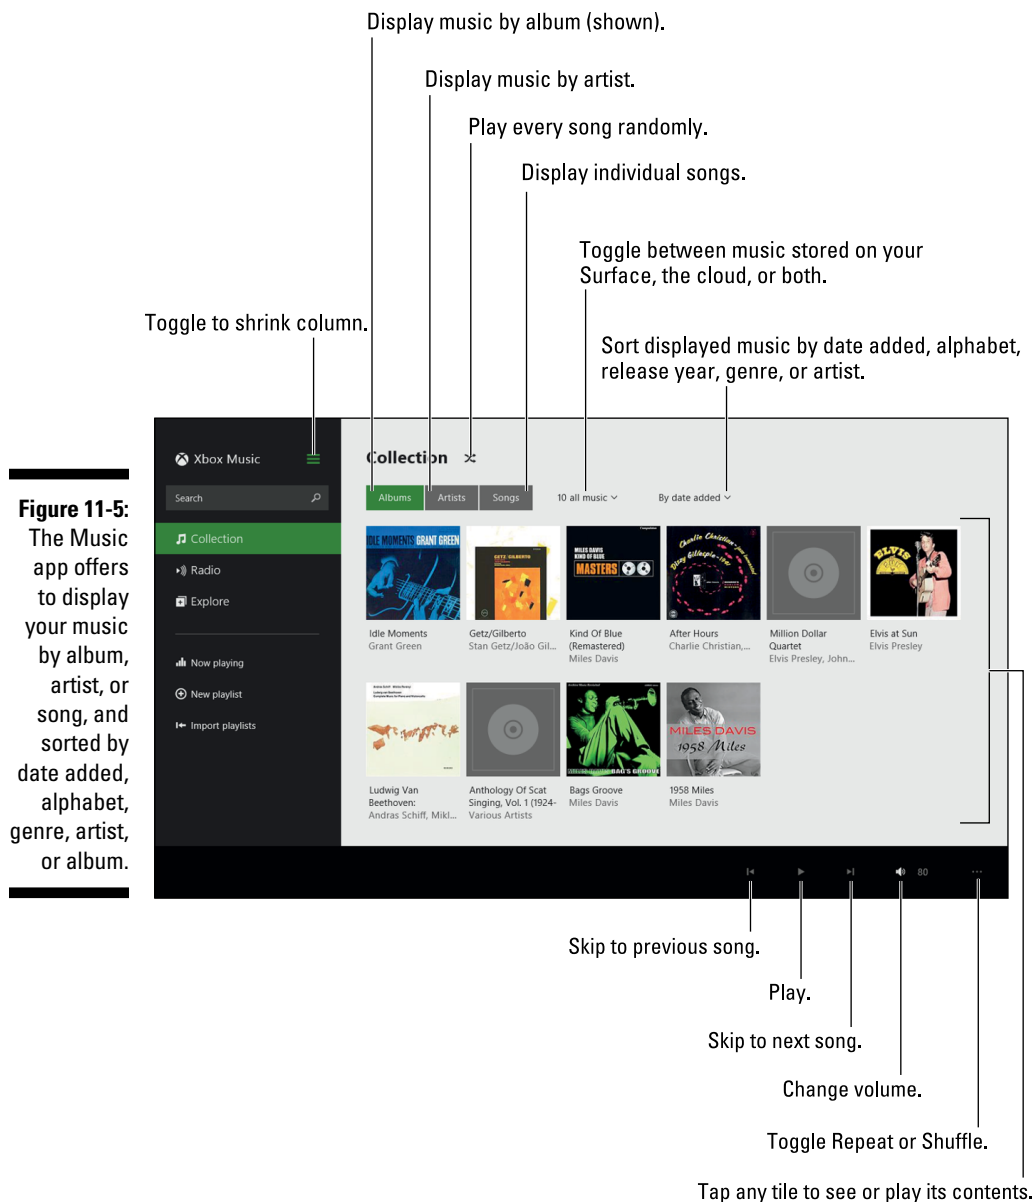 Display music by album (shown).
Display music by artist.
Play every song randomly.
Display individual songs.
Toggle between music stored on your
Surface, the cloud, or both.
Toggle to shrink column.
Sort displayed music by date added, alphabet,
release year, genre, or artist.
Figure 11-5:
The Music
app offers
to display
your music
by album,
artist, or
song, and
sorted by
date added,
alphabet,
genre, artist,
or album.
Xbox Music
Search
Collection
Radio
Explore
Now playing
New playlist
Import playlists
Collection
Albums Artists Songs 10 all music By date added
IDLE MOMENTS GRANT GREEN
GETZ/GILBERTO
MILES DAVIS
KIND OF BLUE
MASTERS
Charlie Christian
Dizzy Gillespie 1941
ELVIS
Idle Moments
Grant Green
Getz/Gilberto
Stan Getz/João Gil...
Kind Of Blue
(Remastered)
Miles Davis
After Hours
Charlie Christian,...
Million Dollar
Quartet
Elvis Presley, John...
Elvis at Sun
Elvis Presley
BAG'S GROOVE
MILES DAVIS
1958 Miles
Ludwig Van
Beethoven:
Andras Schiff, Mikl...
Anthology Of Scat
Singing, Vol. 1 (1924-
Various Artists
Bags Groove
Miles Davis
1958 Miles
Miles Davis
80
Skip to previous song.
Play.
Skip to next song.
Change volume.
Toggle Repeat or Shuffle.
Tap any tile to see or play its contents.